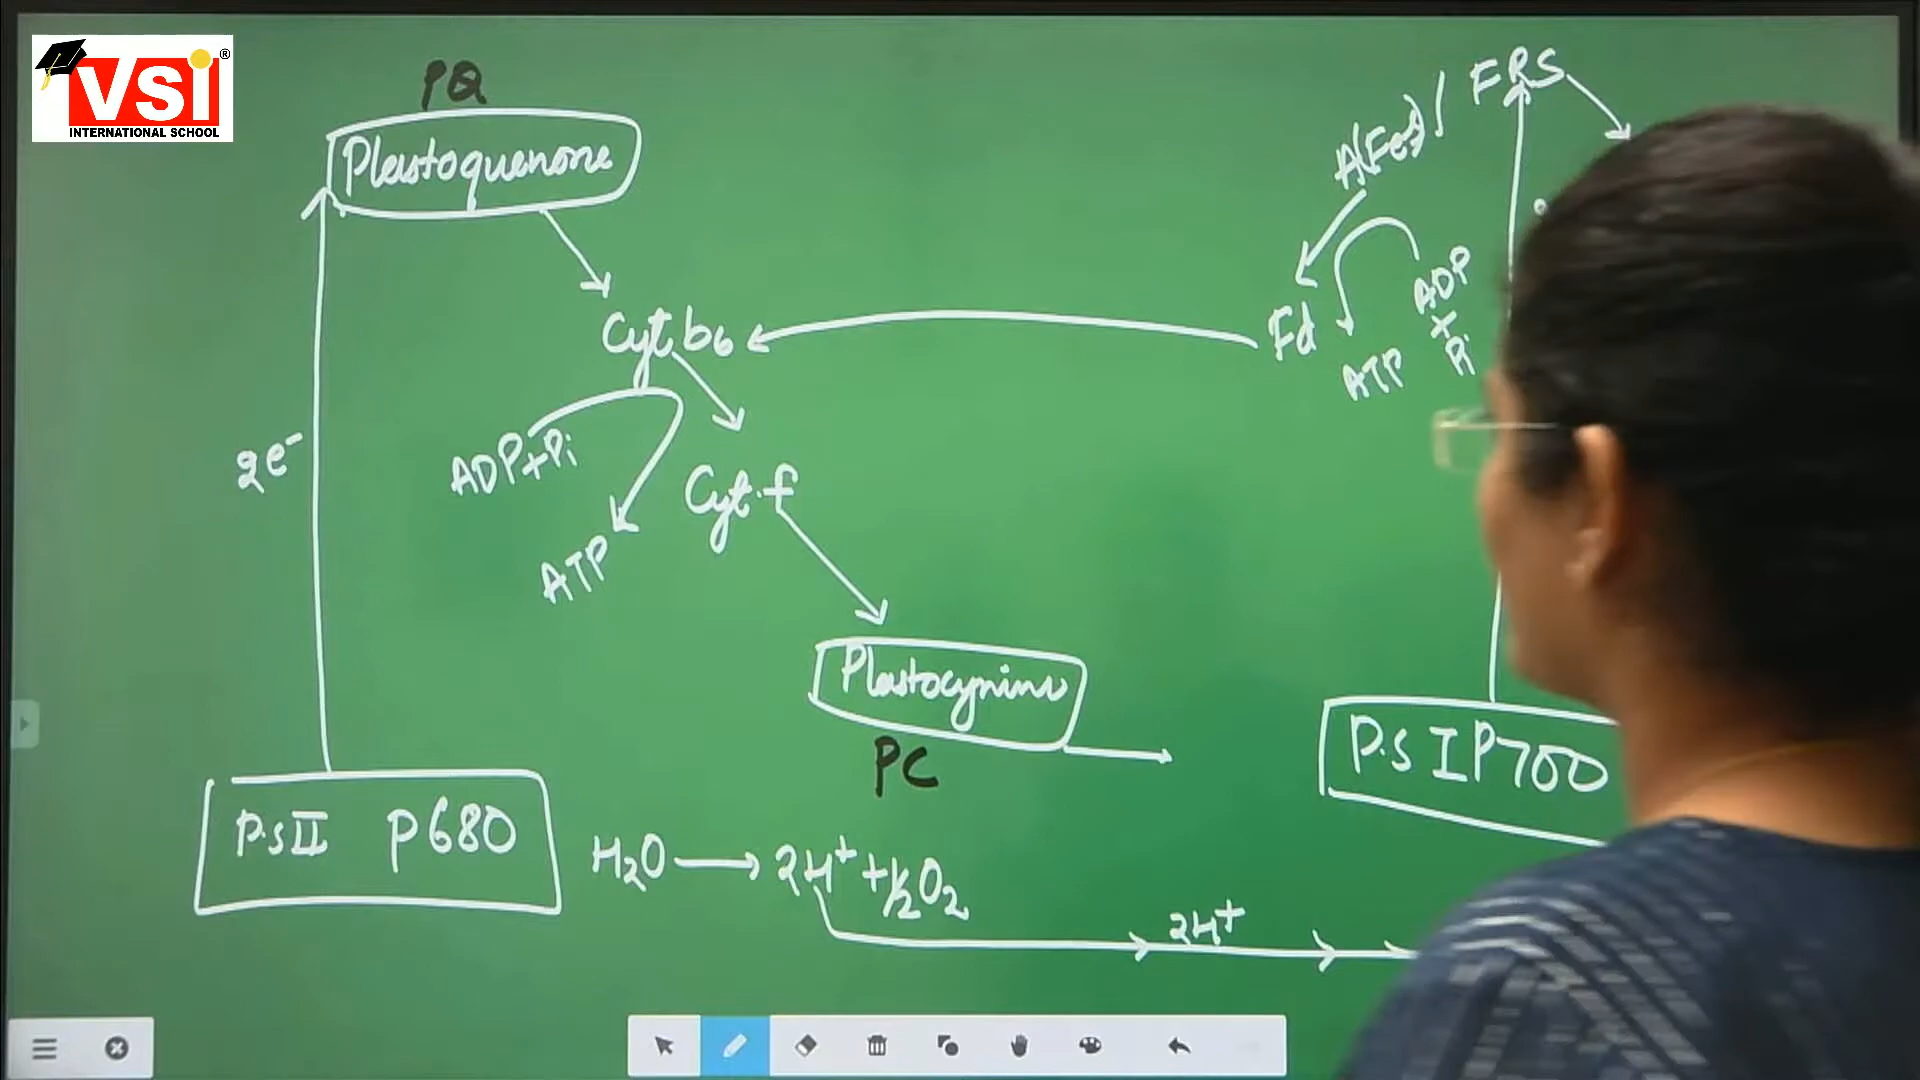 VSI ®
INTERNATIONAL SCHOOL
PQ
Plastoquenone
FRS
A(FeS)
Cyt b6
Fd
ADP
+
Pi
ATP
2e-
ADP+Pi
ATP
Cyt.f
Plastocynin
PC
P.S I P700
P.S II P680
H2O → 2H+ + 1/2O2
2H+